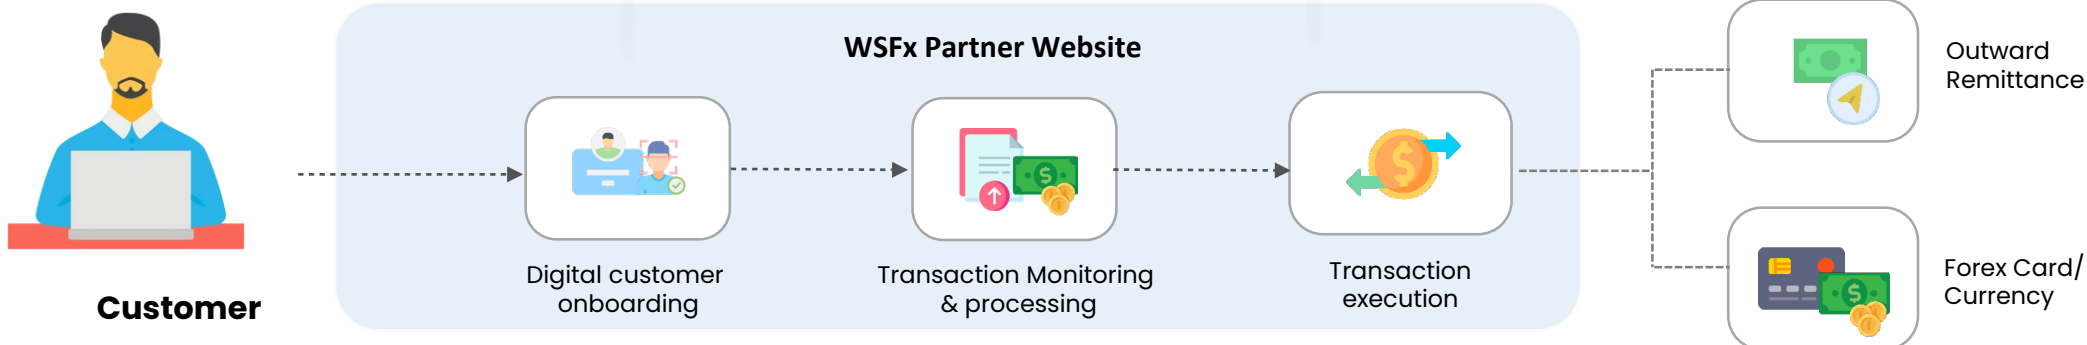 WSFx Partner Website
Customer
Digital customer
onboarding
Transaction Monitoring
& processing
Transaction
execution
Outward
Remittance
Forex Card/
Currency